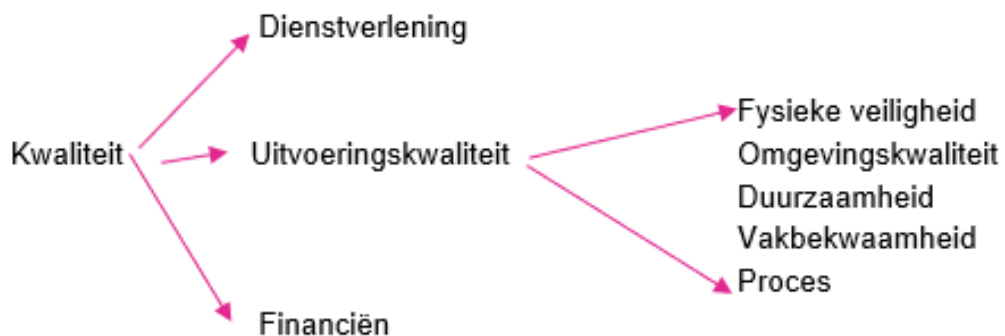 Dienstverlening
Kwaliteit
Uitvoeringskwaliteit
Fysieke veiligheid
Omgevingskwaliteit
Duurzaamheid
Vakbekwaamheid
Proces
Financiën